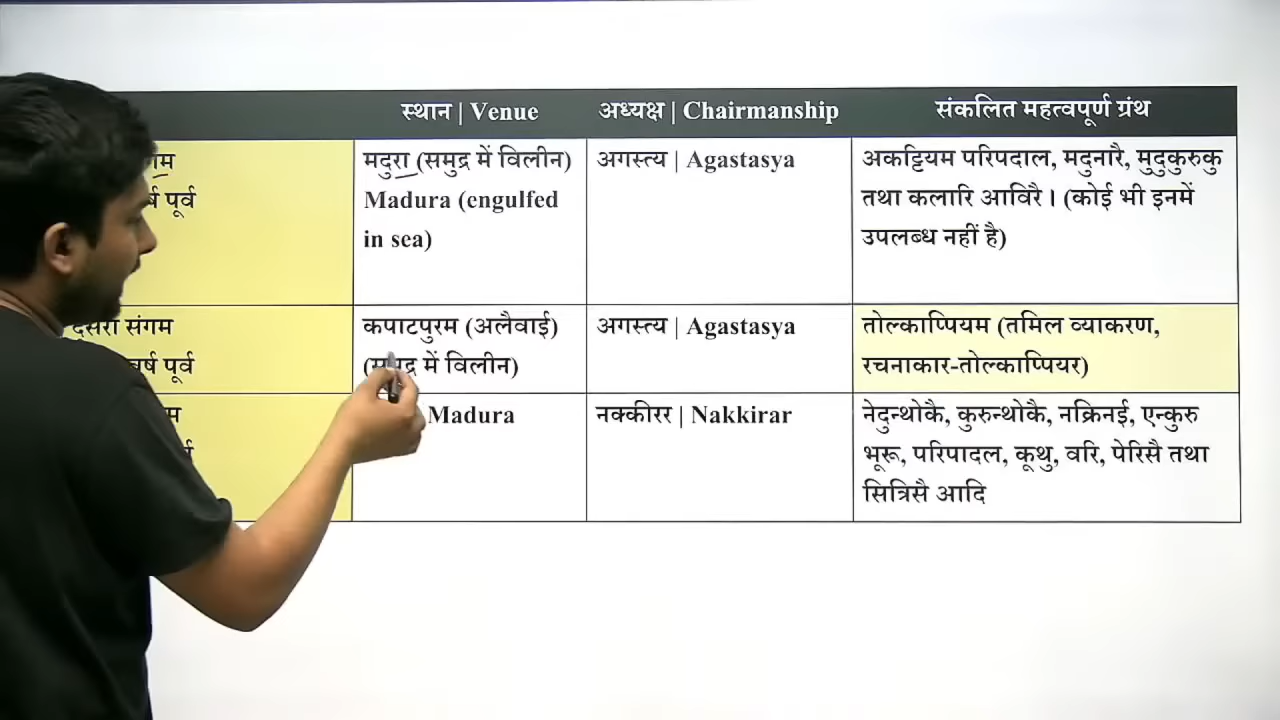 स्थान | Venue
अध्यक्ष | Chairmanship
संकलित महत्वपूर्ण ग्रंथ
पूर्व
मदुरा (समुद्र में विलीन)
Madura (engulfed
in sea)
अगस्त्य | Agastasya
अकट्टियम परिपदाल, मदुनारै, मुदुकुरुकु
तथा कलारि आविरै। (कोई भी इनमें
उपलब्ध नहीं है)
दूसरा संगम
वर्ष पूर्व
कपाटपुरम (अलैवाई)
(समुद्र में विलीन)
अगस्त्य | Agastasya
तोल्काप्पियम (तमिल व्याकरण,
रचनाकार-तोल्काप्पियर)
Madura
नक्कीरर | Nakkirar
नेदुन्थोकै, कुरुन्थोकै, नक्रिनई, एन्कुरु
भूरू, परिपादल, कूथु, वरि, पेरिसै तथा
सित्रिसै आदि